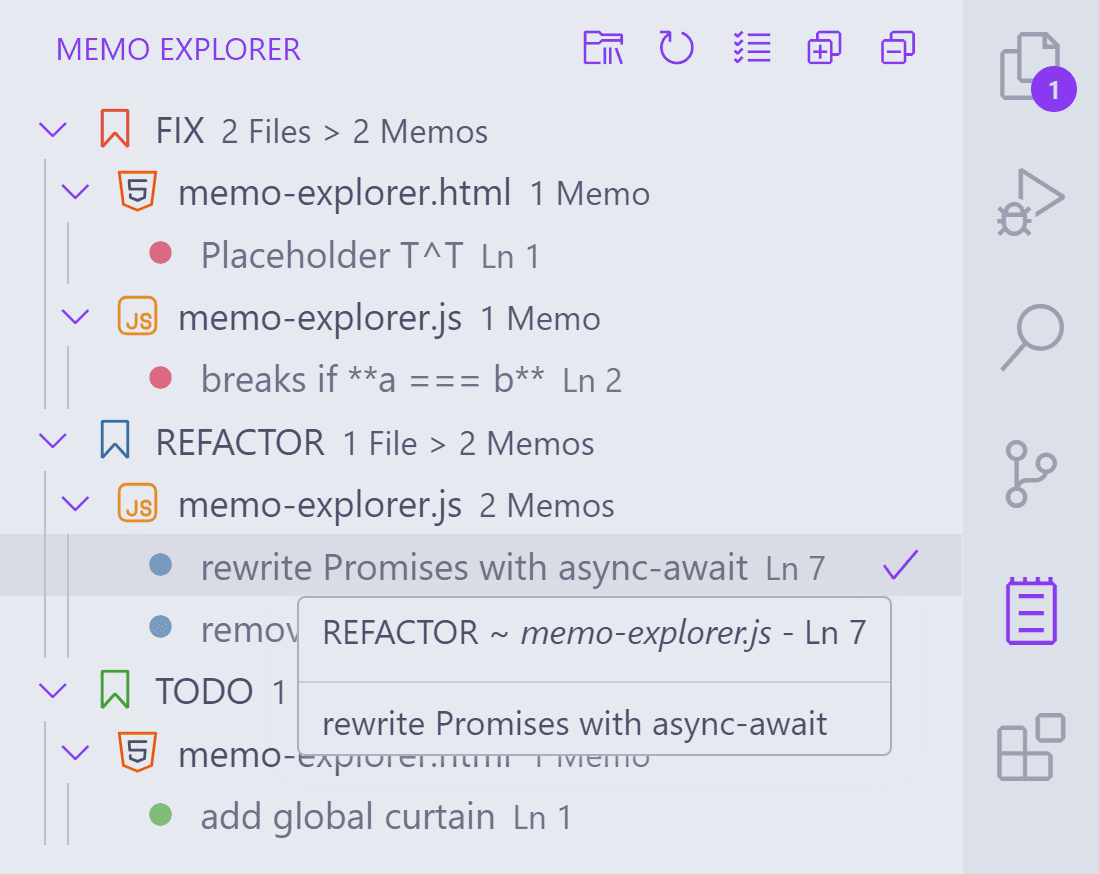 MEMO EXPLORER
1
FIX 2 Files > 2 Memos
5 memo-explorer.html 1 Memo
Placeholder T^T Ln 1
JS memo-explorer.js 1 Memo
breaks if **a === b** Ln 2
REFACTOR 1 File > 2 Memos
JS memo-explorer.js 2 Memos
rewrite Promises with async-await Ln 7
REFACTOR ~ memo-explorer.js - Ln 7
rewrite Promises with async-await
TODO 1
5 memo-explorer.html 1 Memo
add global curtain Ln 1